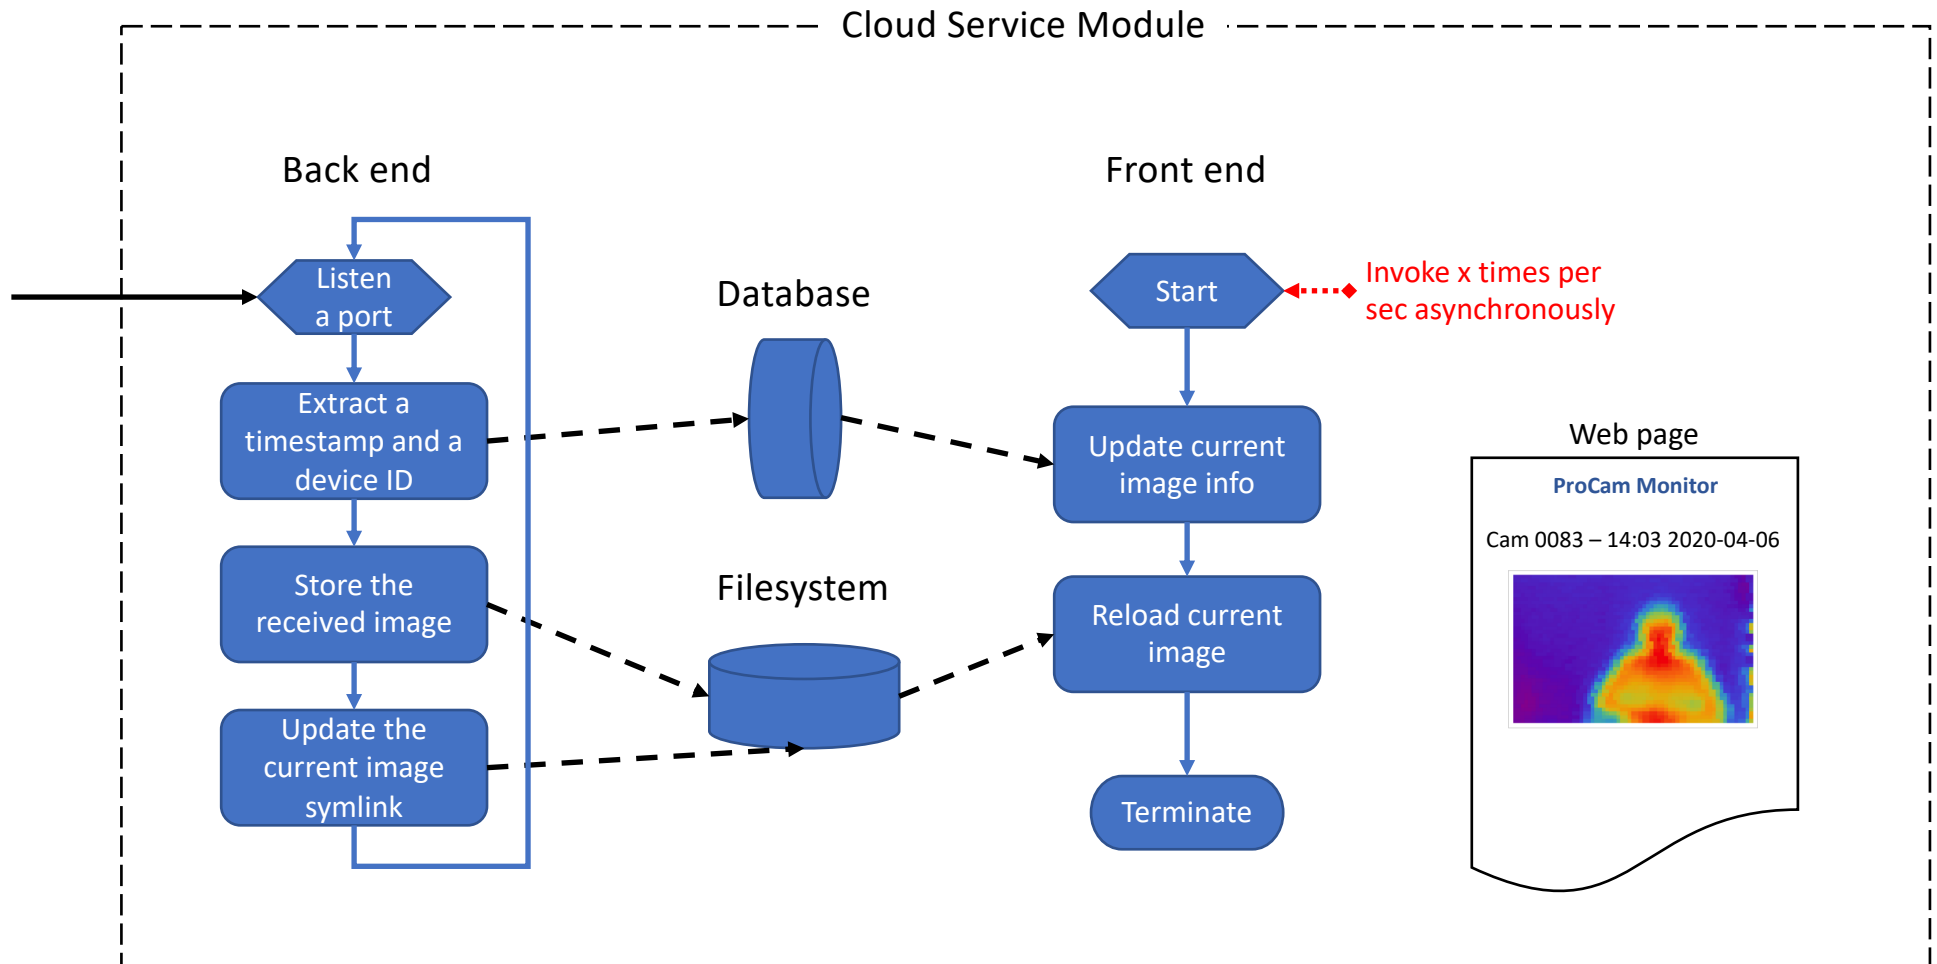 Cloud Service Module
Back end
Front end
Listen
a port
Extract a
timestamp and a
device ID
Store the
received image
Update the
current image
symlink
Database
Filesystem
Start
Invoke x times per
sec asynchronously
Update current
image info
Reload current
image
Terminate
Web page
ProCam Monitor
Cam 0083 – 14:03 2020-04-06